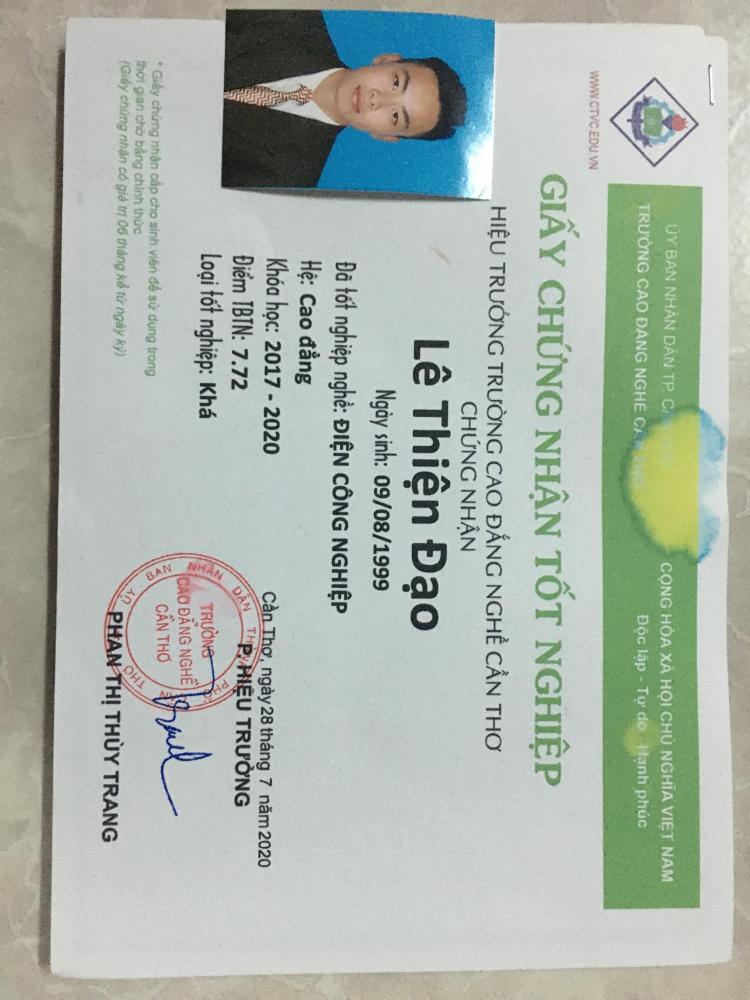 ỦY BAN NHÂN DÂN TP. CẦN THƠ
TRƯỜNG CAO ĐẲNG NGHỀ CẦN THƠ
CỘNG HÒA XÃ HỘI CHỦ NGHĨA VIỆT NAM
Độc lập - Tự do - Hạnh phúc
WWW.CTVC.EDU.VN
GIẤY CHỨNG NHẬN TỐT NGHIỆP
HIỆU TRƯỞNG TRƯỜNG CAO ĐẲNG NGHỀ CẦN THƠ
CHỨNG NHẬN
Lê Thiện Đạo
Ngày sinh: 09/08/1999
Đã tốt nghiệp nghề: ĐIỆN CÔNG NGHIỆP
Hệ: Cao đẳng
Khóa học: 2017 - 2020
Điểm TBTN: 7.72
Loại tốt nghiệp: Khá
Cần Thơ, ngày 28 tháng 7 năm 2020
P. HIỆU TRƯỞNG
ỦY BAN NHÂN DÂN THÀNH PHỐ CẦN THƠ
TRƯỜNG
CAO ĐẲNG NGHỀ
CẦN THƠ
PHAN THỊ THÙY TRANG
* Giấy chứng nhận cấp cho sinh viên để sử dụng trong
thời gian chờ bằng chính thức
(Giấy chứng nhận có giá trị 06 tháng kể từ ngày ký)